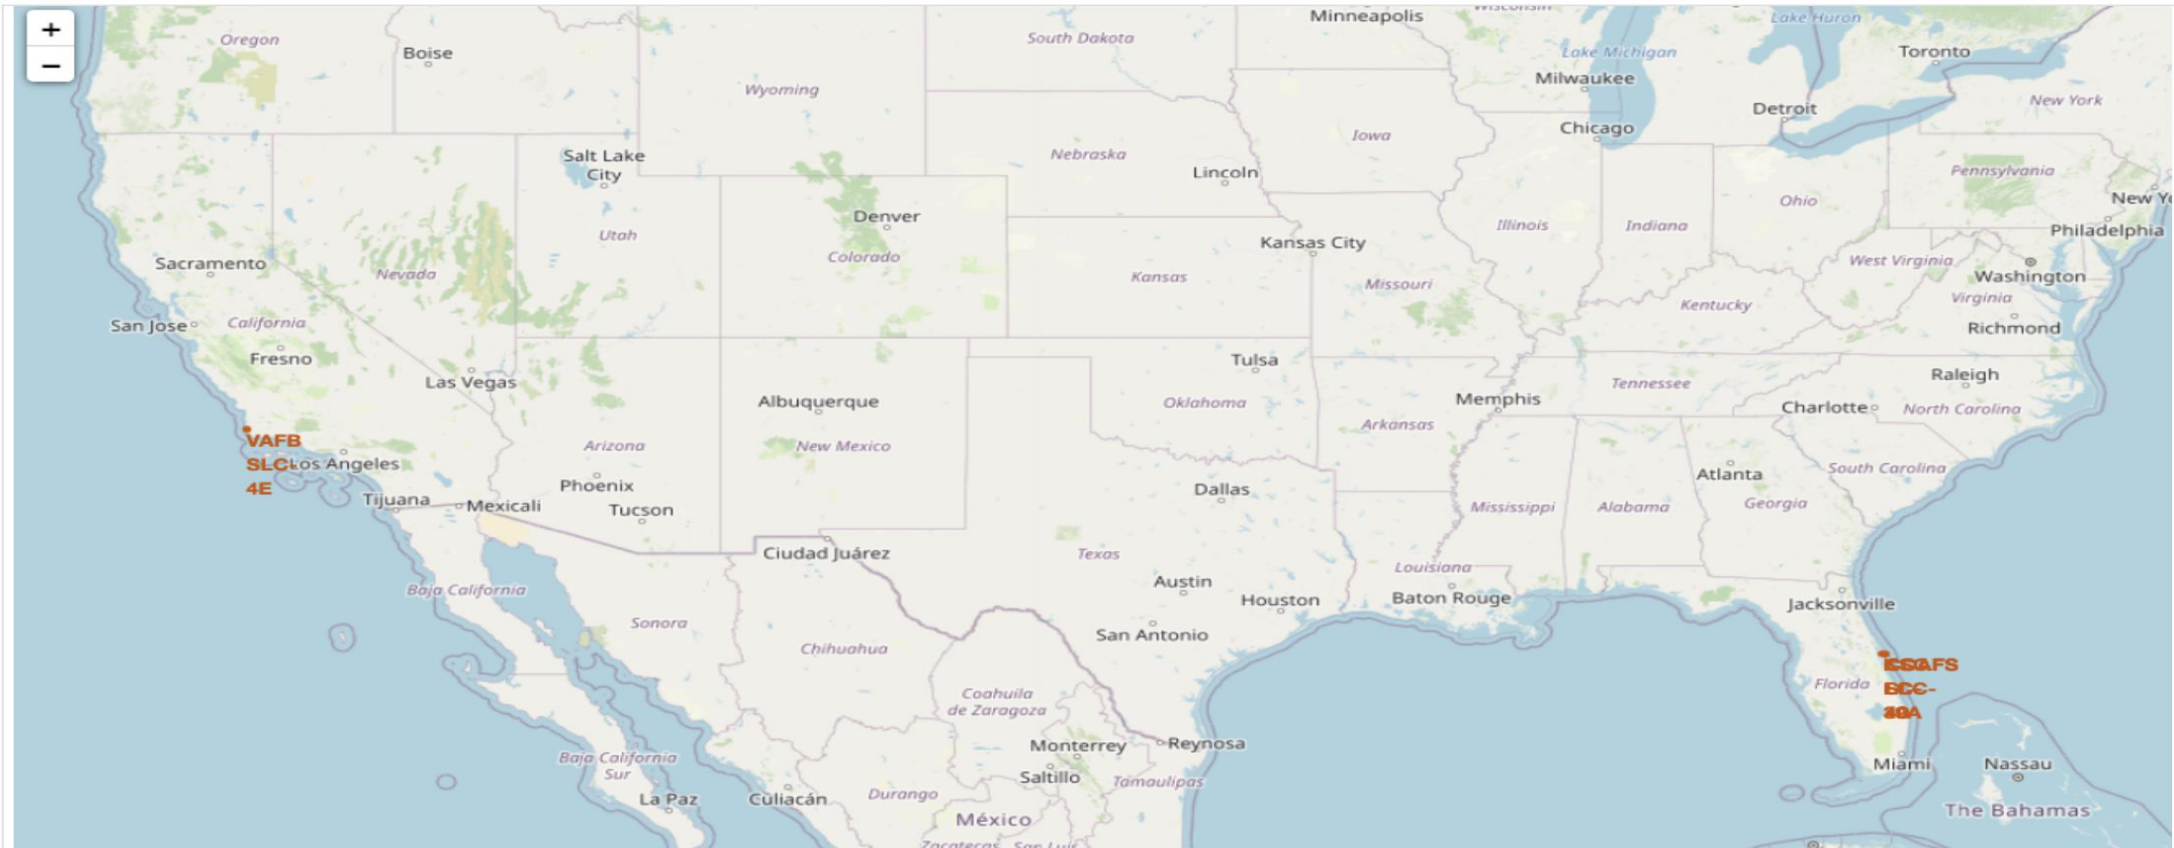 +
−
Oregon
Boise
South Dakota
Minneapolis
Wisconsin
Lake Huron
Lake Michigan
Toronto
Wyoming
Milwaukee
Detroit
New York
Chicago
Iowa
Salt Lake
City
Nebraska
Lincoln
Pennsylvania
Ohio
Denver
Utah
Illinois
Indiana
Philadelphia
Kansas City
Sacramento
Nevada
Colorado
Kansas
Missouri
West Virginia
Washington
Kentucky
Virginia
San Jose
California
Richmond
Fresno
Tulsa
Las Vegas
Tennessee
Raleigh
Albuquerque
Oklahoma
Memphis
Charlotte
North Carolina
Arkansas
VAFB
SLC-
4E
Los Angeles
Arizona
New Mexico
Atlanta
South Carolina
Phoenix
Dallas
Tijuana
Mexicali
Tucson
Mississippi
Alabama
Georgia
Ciudad Juárez
Texas
Louisiana
Austin
Baja California
Houston
Baton Rouge
Jacksonville
Sonora
San Antonio
Chihuahua
Florida
Coahuila
de Zaragoza
Monterrey
Reynosa
Baja California
Sur
Saltillo
Tamaulipas
Miami
Nassau
La Paz
Culiacán
Durango
The Bahamas
México
Zacatecas
San Luis